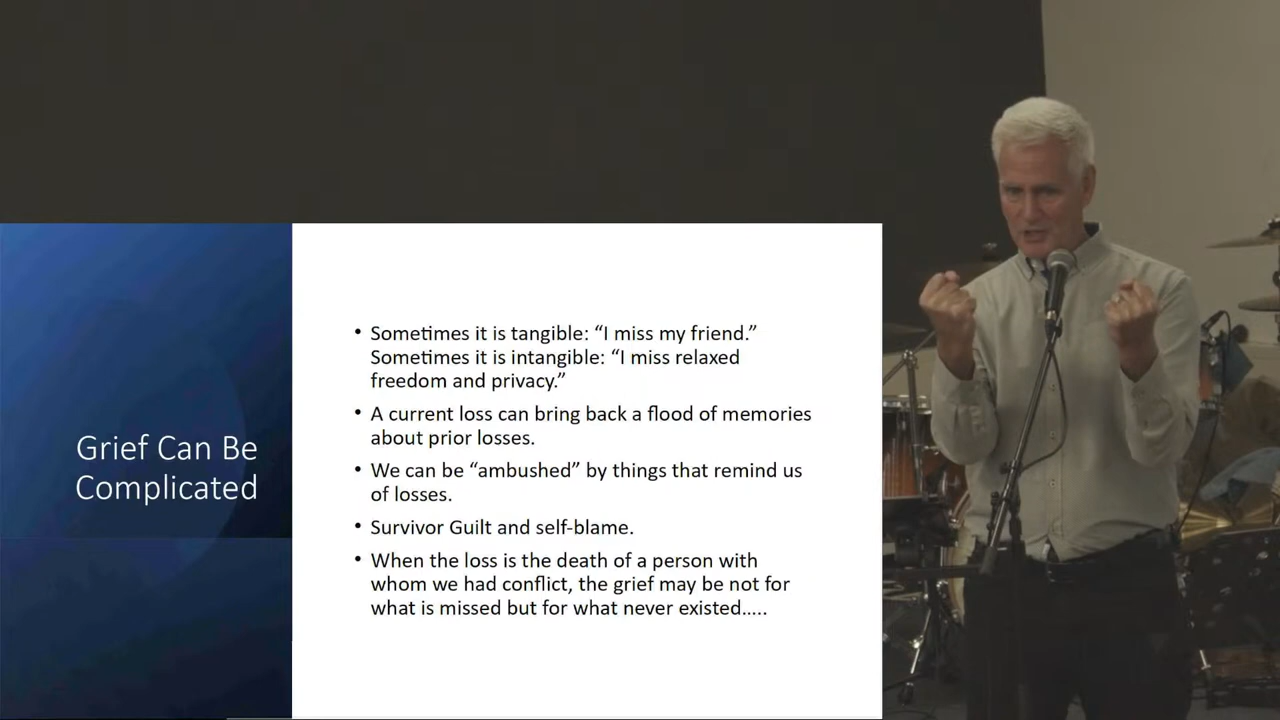 Grief Can Be
Complicated
• Sometimes it is tangible: “I miss my friend.”
Sometimes it is intangible: “I miss relaxed
freedom and privacy.”
• A current loss can bring back a flood of memories
about prior losses.
• We can be “ambushed” by things that remind us
of losses.
• Survivor Guilt and self-blame.
• When the loss is the death of a person with
whom we had conflict, the grief may be not for
what is missed but for what never existed.....